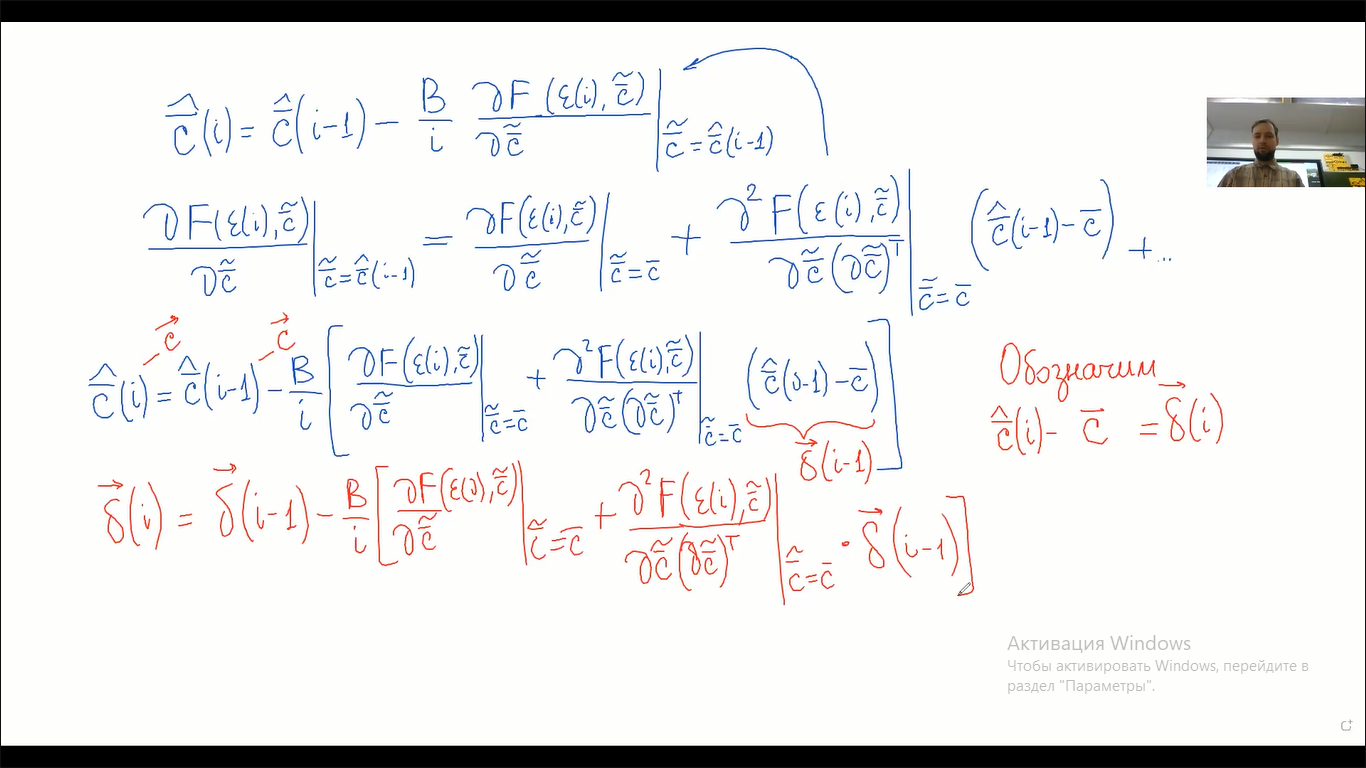 ĉ̅(i) = ĉ̅(i-1) - B/i ∂F(ε(i), c̃̅)/∂c̃̅ |c̃̅=ĉ̅(i-1)
∂F(ε(i), c̃̅)/∂c̃̅ |c̃̅=ĉ̅(i-1) = ∂F(ε(i), c̃̅)/∂c̃̅ |c̃̅=c̅ + ∂²F(ε(i), c̃̅)/∂c̃̅(∂c̃̅)ᵀ |c̃̅=c̅ (ĉ̅(i-1) - c̅) + ...
c⃗ c⃗
ĉ̅(i) = ĉ̅(i-1) - B/i [∂F(ε(i), c̃̅)/∂c̃̅ |c̃̅=c̅ + ∂²F(ε(i), c̃̅)/∂c̃̅(∂c̃̅)ᵀ |c̃̅=c̅ (ĉ̅(i-1) - c̅)]
δ⃗(i-1)
Обозначим
ĉ̅(i) - c̅ = δ⃗(i)
δ⃗(i) = δ⃗(i-1) - B/i [∂F(ε(i), c̃̅)/∂c̃̅ |c̃̅=c̅ + ∂²F(ε(i), c̃̅)/∂c̃̅(∂c̃̅)ᵀ |c̃̅=c̅ · δ⃗(i-1)]
Активация Windows
Чтобы активировать Windows, перейдите в
раздел "Параметры".